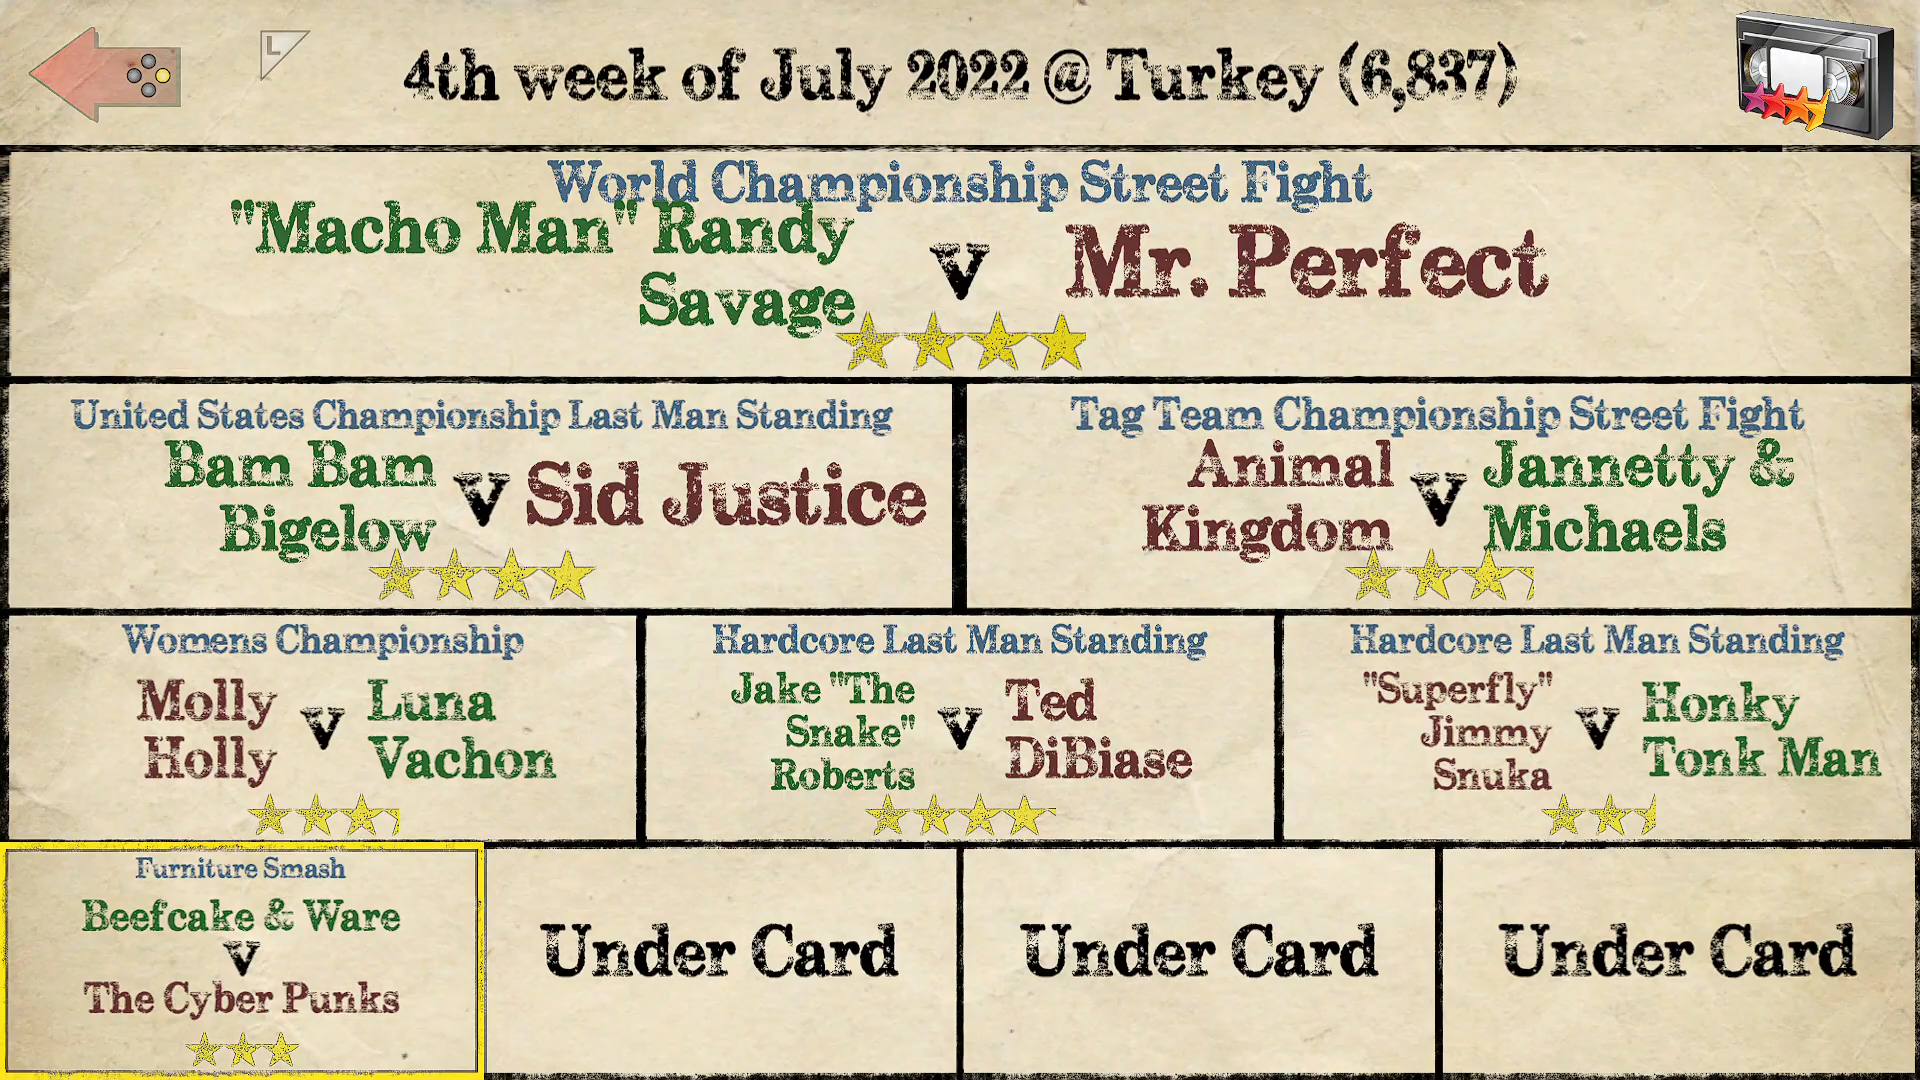 L
4th week of July 2022 @ Turkey (6,837)
World Championship Street Fight
"Macho Man" Randy
Savage
v
Mr. Perfect
United States Championship Last Man Standing
Bam Bam
Bigelow
v
Sid Justice
Tag Team Championship Street Fight
Animal
Kingdom
v
Jannetty &
Michaels
Womens Championship
Molly
Holly
v
Luna
Vachon
Hardcore Last Man Standing
Jake "The
Snake"
Roberts
v
Ted
DiBiase
Hardcore Last Man Standing
"Superfly"
Jimmy
Snuka
v
Honky
Tonk Man
Furniture Smash
Beefcake & Ware
v
The Cyber Punks
Under Card
Under Card
Under Card